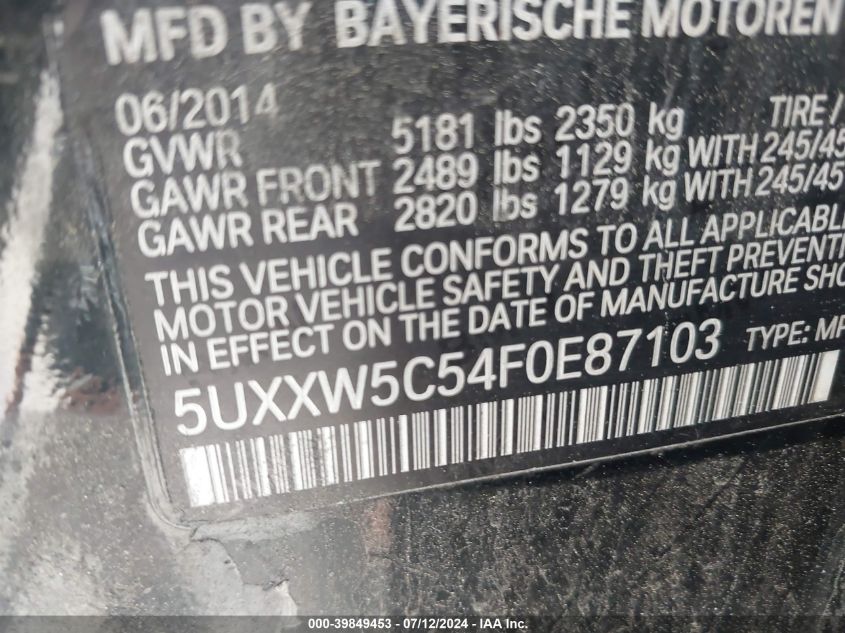 MFD BY BAYERISCHE MOTOREN
06/2014
GVWR 5181 lbs 2350 kg TIRE/
GAWR FRONT 2489 lbs 1129 kg WITH 245/45
GAWR REAR 2820 lbs 1279 kg WITH 245/45
THIS VEHICLE CONFORMS TO ALL APPLICABLE
MOTOR VEHICLE SAFETY AND THEFT PREVENTI
IN EFFECT ON THE DATE OF MANUFACTURE SHO
5UXXW5C54F0E87103 TYPE: MP
000-39849453 - 07/12/2024 - IAA Inc.